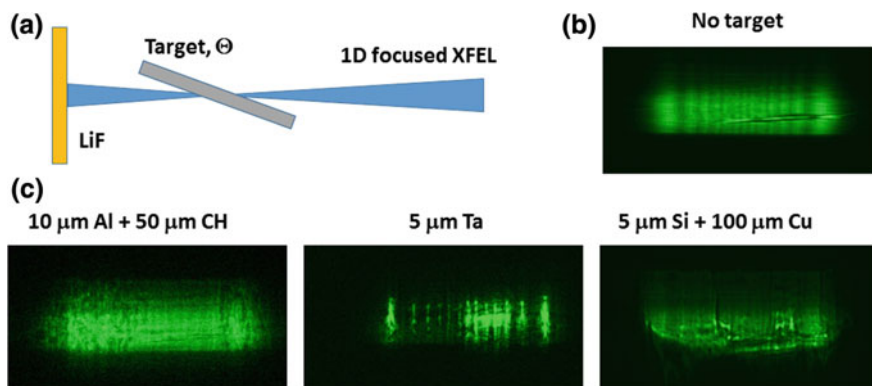 (a)
Target, Θ
1D focused XFEL
LiF
(b)
No target
(c)
10 μm Al + 50 μm CH
5 μm Ta
5 μm Si + 100 μm Cu